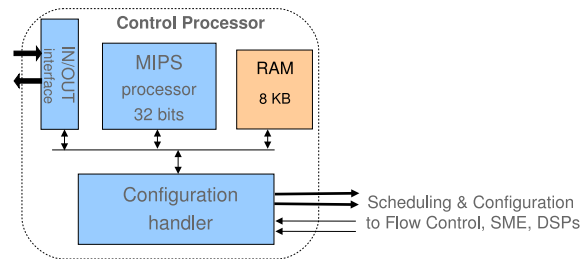 Control Processor
IN/OUT
interface
MIPS
processor
32 bits
RAM
8 KB
Configuration
handler
Scheduling & Configuration
to Flow Control, SME, DSPs